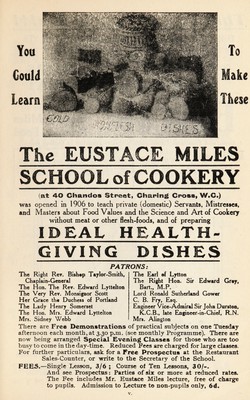 You
Could
Learn
To
Make
These
COLD
DISHES
The EUSTACE MILES
SCHOOL of COOKERY
(at 40 Chandos Street, Charing Cross, W.C.)
was opened in 1906 to teach private (domestic) Servants, Mistresses,
and Masters about Food Values and the Science and Art of Cookery
without meat or other flesh-foods, and of preparing
IDEAL HEALTH-
GIVING DISHES
PATRONS:
The Right Rev. Bishop Taylor-Smith,
Chaplain-General
The Hon. The Rev. Edward Lyttelton
The Very Rev. Monsignor Scott
Her Grace the Duchess of Portland
The Lady Henry Somerset
The Hon. Mrs. Edward Lyttelton
Mrs. Sidney Webb
The Earl of Lytton
The Right Hon. Sir Edward Gray,
Bart., M.P.
Lord Ronald Sutherland Gower
C. B. Fry, Esq.
Engineer Vice-Admiral Sir John Durston,
K.C.B., late Engineer-in-Chief, R.N.
Mrs. Alington
There are Free Demonstrations of practical subjects on one Tuesday
afternoon each month, at 3.30 p.m. (see monthly Programme). There are
now being arranged Special Evening Classes for those who are too
busy to come in the day-time. Reduced Fees are charged for large classes.
For further particulars, ask for a Free Prospectus at the Restaurant
Sales-Counter, or write to the Secretary of the School.
FEES.—Single Lesson, 3/6; Course of Ten Lessons, 30/-.
And see Prospectus: Parties of six or more at reduced rates.
The Fee includes Mr. Eustace Miles lecture, free of charge
to pupils. Admission to Lecture to non-pupils, 6d.
v.